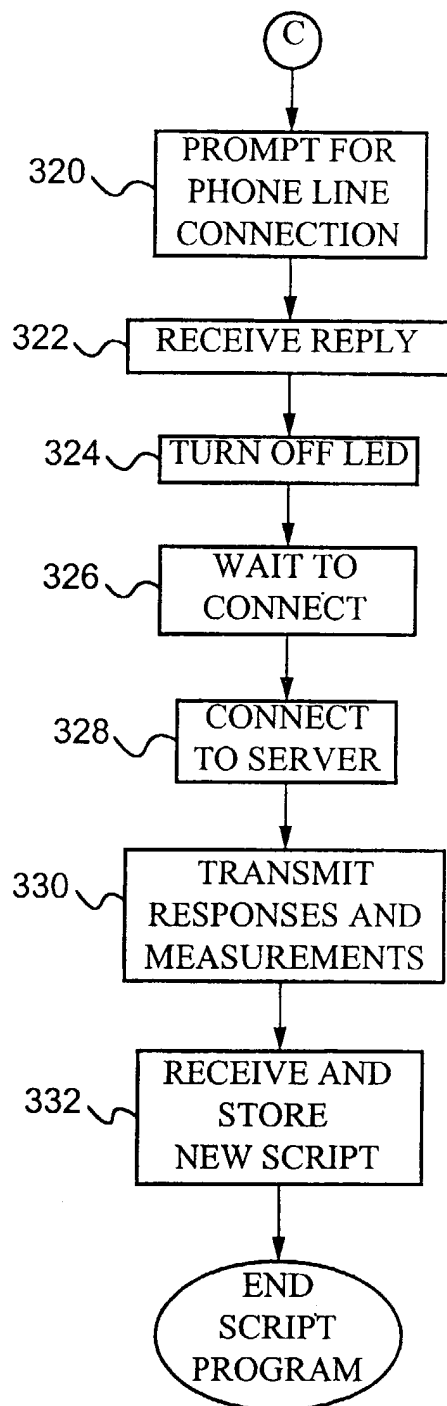 C
320
PROMPT FOR
PHONE LINE
CONNECTION
322
RECEIVE REPLY
324
TURN OFF LED
326
WAIT TO
CONNECT
328
CONNECT
TO SERVER
330
TRANSMIT
RESPONSES AND
MEASUREMENTS
332
RECEIVE AND
STORE
NEW SCRIPT
END
SCRIPT
PROGRAM